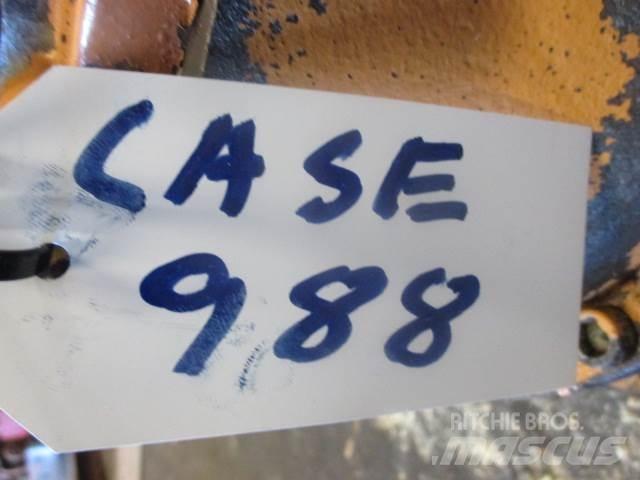 CASE
988
RITCHIE BROS.
mascus